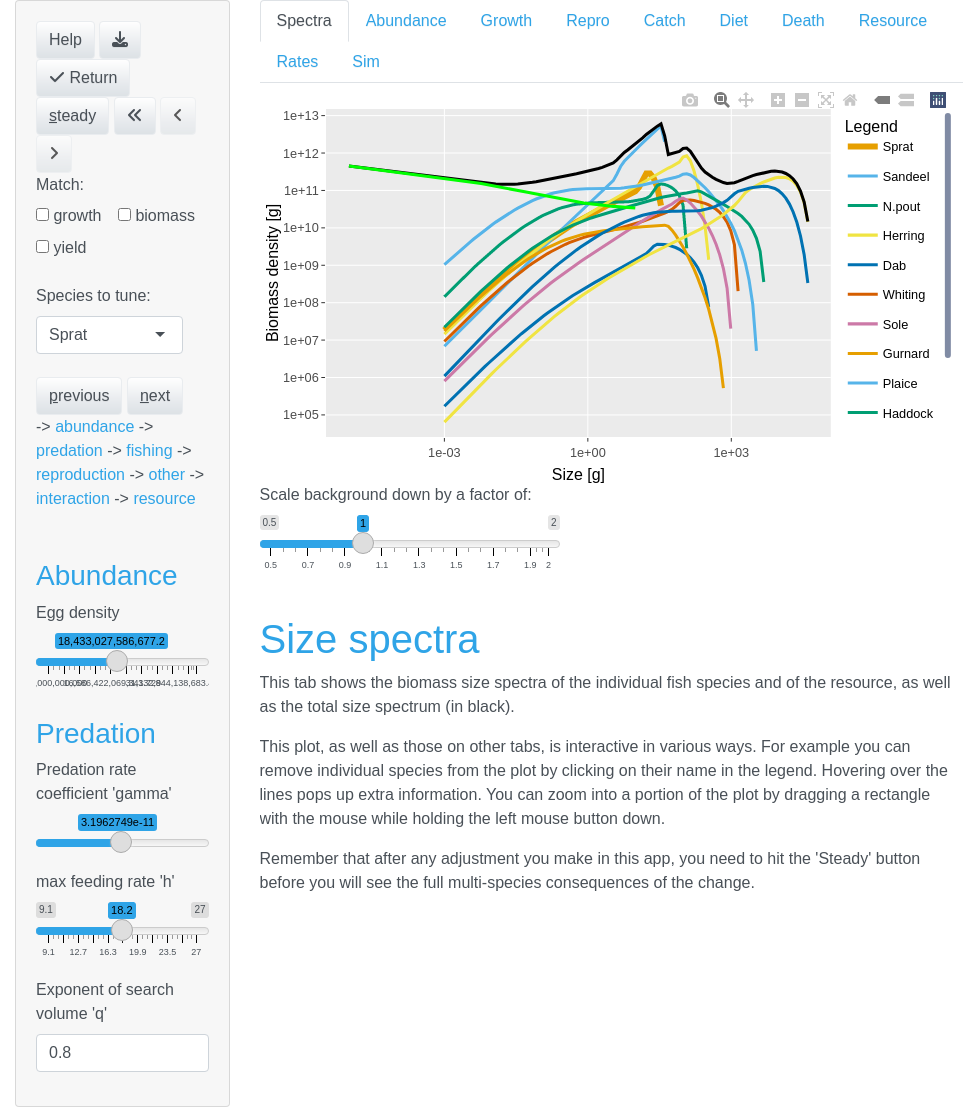 Help
Return
steady
Match:
growth biomass
yield
Species to tune:
Sprat
previous next
-> abundance ->
predation -> fishing ->
reproduction -> other ->
interaction -> resource
Abundance
Egg density
18,433,027,586,677.2
Predation
Predation rate
coefficient 'gamma'
3.1962749e-11
max feeding rate 'h'
9.1 18.2 27
9.1 12.7 16.3 19.9 23.5 27
Exponent of search
volume 'q'
0.8
Spectra Abundance Growth Repro Catch Diet Death Resource
Rates Sim
1e+13
1e+12
1e+11
1e+10
1e+09
1e+08
1e+07
1e+06
1e+05
Biomass density [g]
1e-03 1e+00 1e+03
Size [g]
Legend
Sprat
Sandeel
N.pout
Herring
Dab
Whiting
Sole
Gurnard
Plaice
Haddock
Scale background down by a factor of:
0.5 1 2
0.5 0.7 0.9 1.1 1.3 1.5 1.7 1.9 2
Size spectra
This tab shows the biomass size spectra of the individual fish species and of the resource, as well
as the total size spectrum (in black).
This plot, as well as those on other tabs, is interactive in various ways. For example you can
remove individual species from the plot by clicking on their name in the legend. Hovering over the
lines pops up extra information. You can zoom into a portion of the plot by dragging a rectangle
with the mouse while holding the left mouse button down.
Remember that after any adjustment you make in this app, you need to hit the 'Steady' button
before you will see the full multi-species consequences of the change.